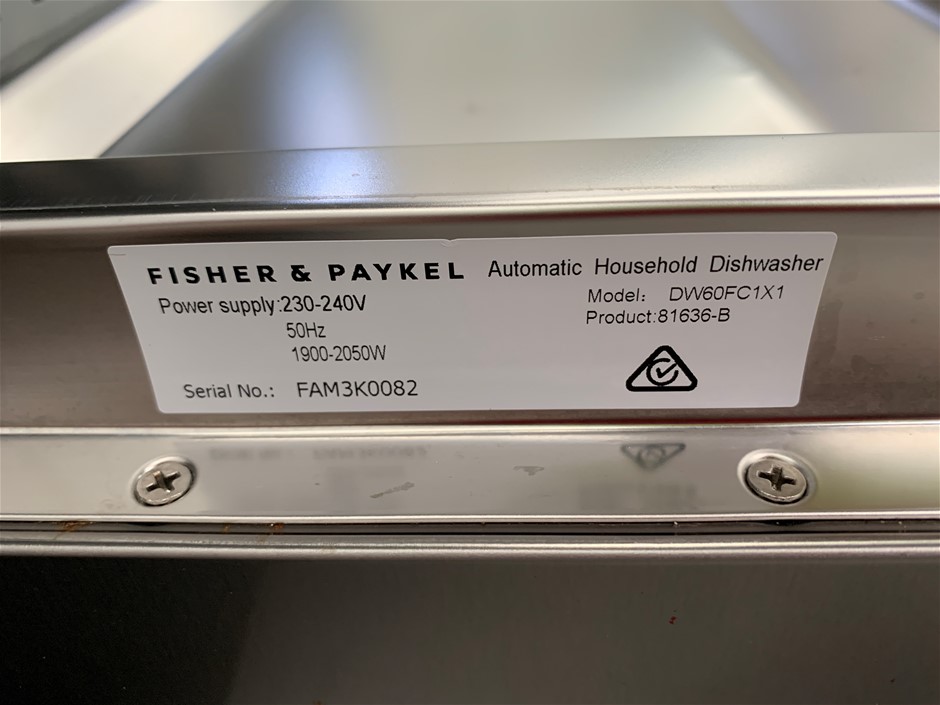 FISHER & PAYKEL Automatic Household Dishwasher
Power supply:230-240V
50Hz
1900-2050W
Serial No.: FAM3K0082
Model: DW60FC1X1
Product:81636-B